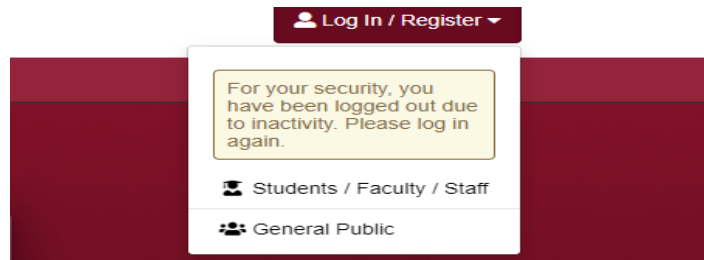 Log In / Register
For your security, you
have been logged out due
to inactivity. Please log in
again.
Students / Faculty / Staff
General Public